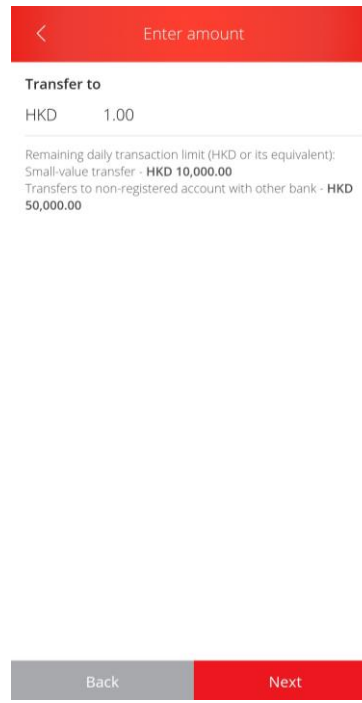 Enter amount
Transfer to
HKD 1.00
Remaining daily transaction limit (HKD or its equivalent):
Small-value transfer - HKD 10,000.00
Transfers to non-registered account with other bank - HKD
50,000.00
Back Next